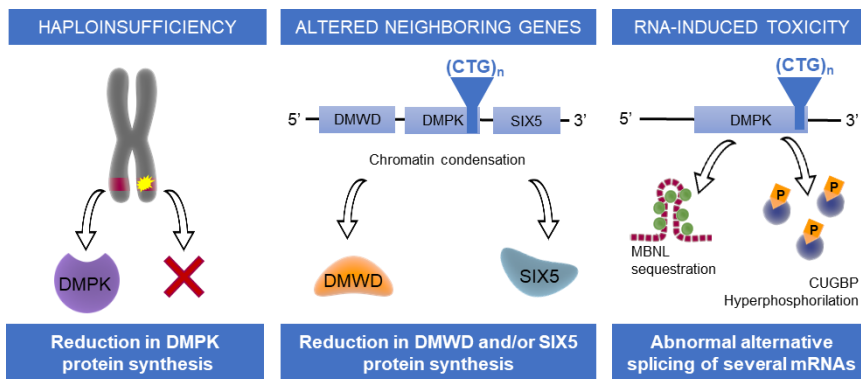 HAPLOINSUFFICIENCY
DMPK
Reduction in DMPK
protein synthesis
ALTERED NEIGHBORING GENES
(CTG)n
5’ DMWD DMPK SIX5 3’
Chromatin condensation
DMWD
SIX5
Reduction in DMWD and/or SIX5
protein synthesis
RNA-INDUCED TOXICITY
(CTG)n
5’ DMPK 3’
P
P
P
MBNL
sequestration
CUGBP
Hyperphosphorilation
Abnormal alternative
splicing of several mRNAs